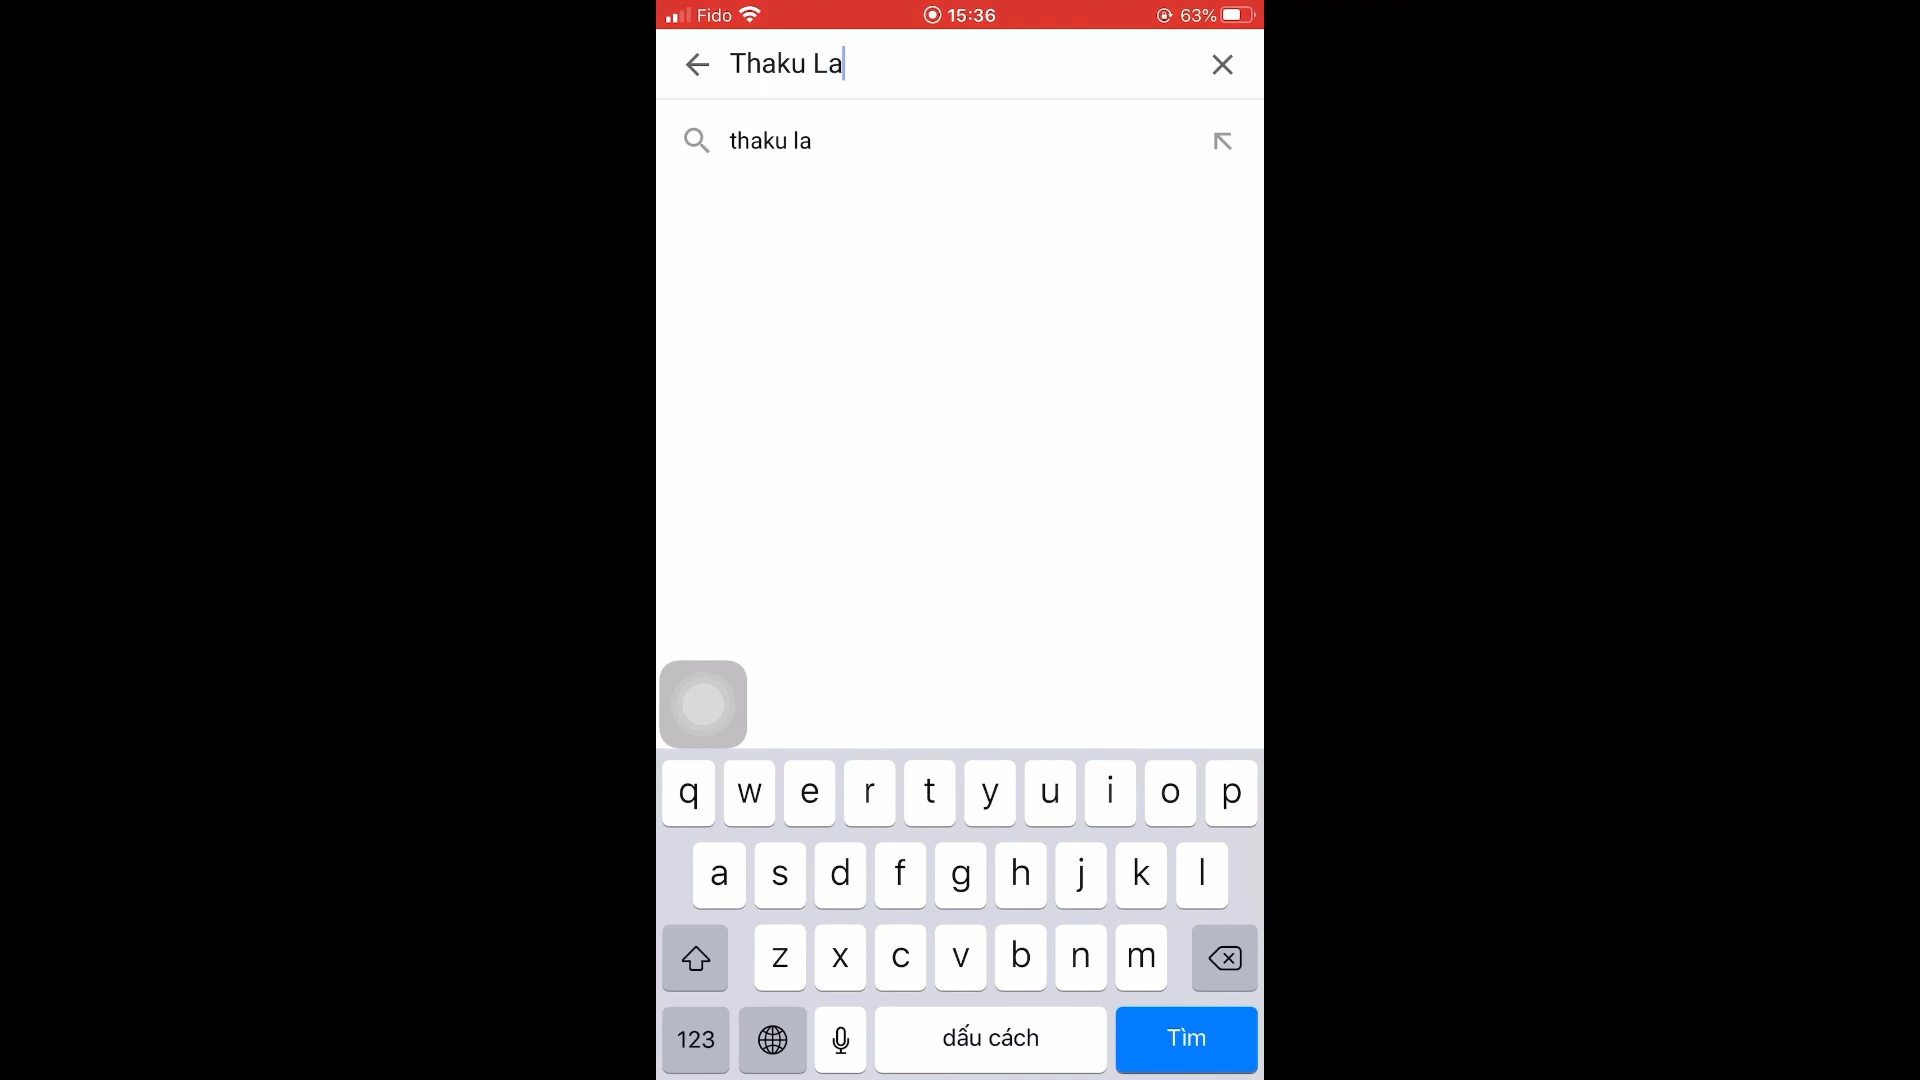 Fido 15:36 63%
Thaku La
thaku la
q w e r t y u i o p
a s d f g h j k l
z x c v b n m
123 dấu cách Tìm